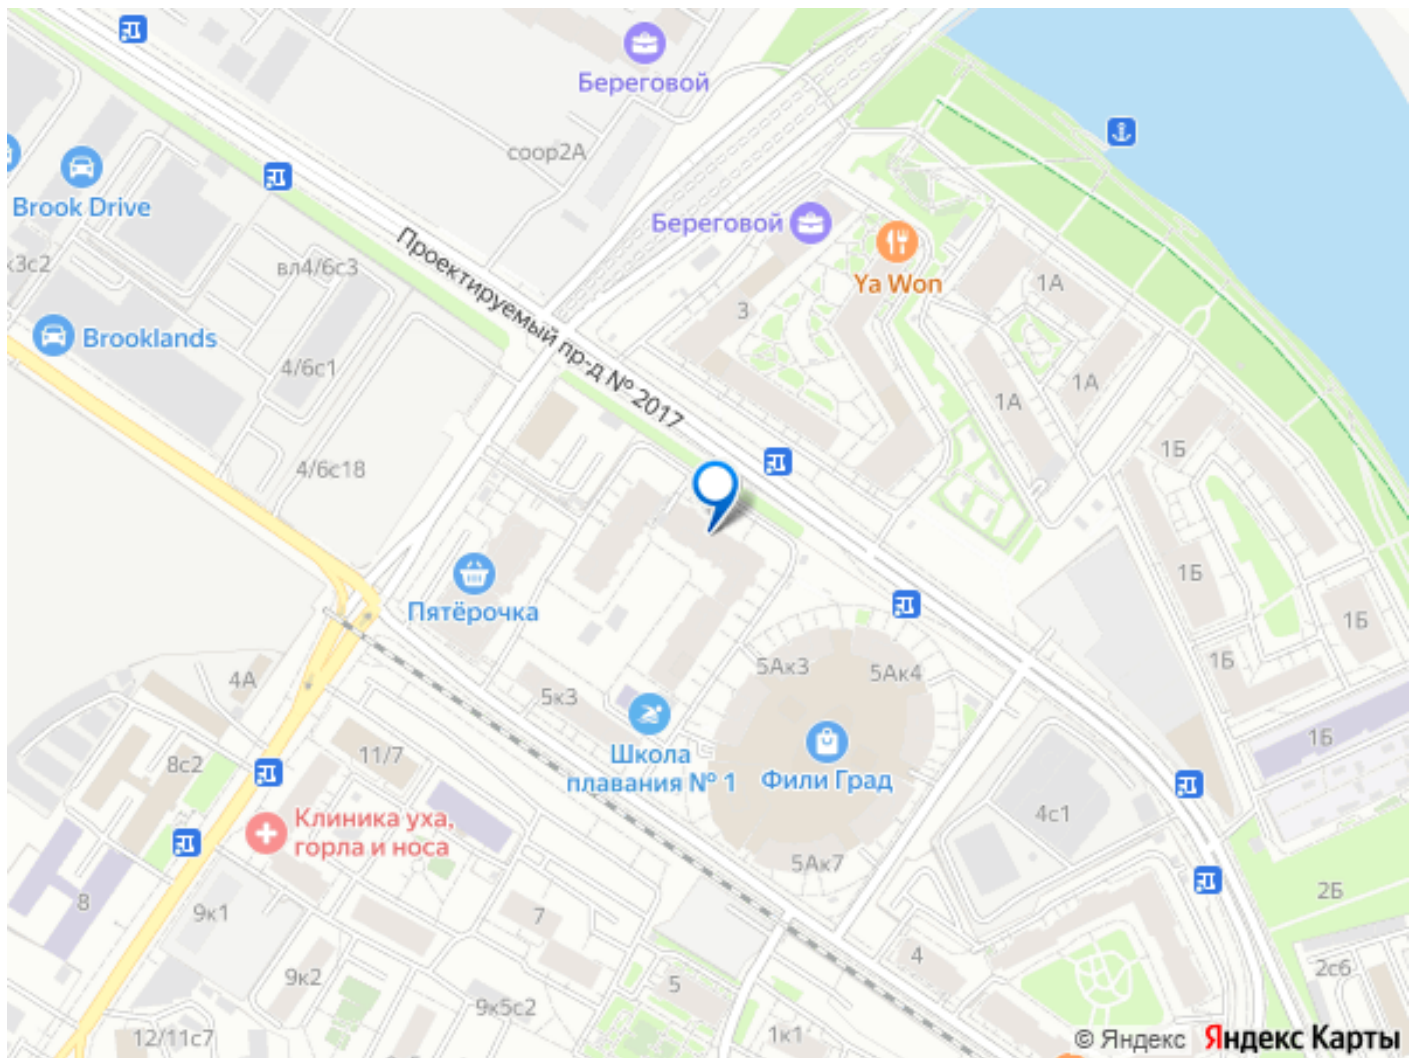 Береговой
соор2А
Brook Drive
Проектируемый пр-д № 2017
Береговой
Ya Won
к3с2
вл4/6с3
3
1А
Brooklands
4/6с1
1А
1А
4/6с18
1Б
Пятёрочка
1Б
1Б
4А
5к3
5Ак3
5Ак4
1Б
1Б
Школа
плавания № 1
Фили Град
8с2
11/7
4с1
Клиника уха,
горла и носа
5Ак7
8
9к1
7
2Б
9к2
5
4
2с6
9к5с2
12/11с7
1к1
© Яндекс Яндекс Карты